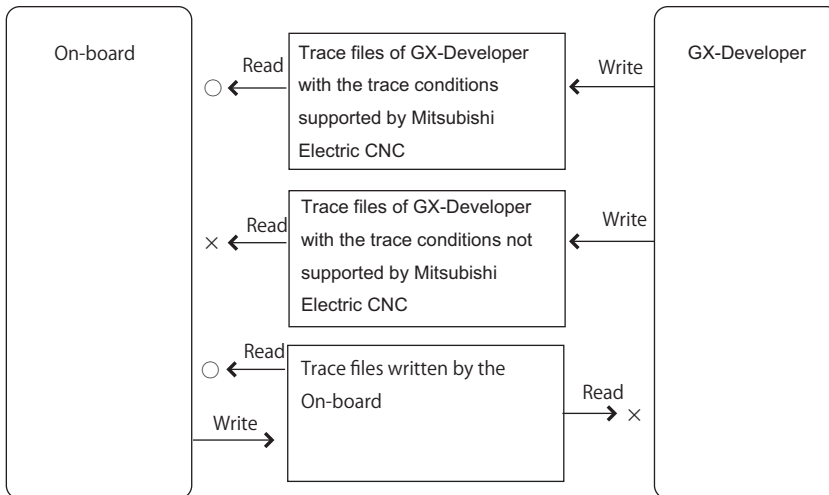 On-board
Read
○
Trace files of GX-Developer
with the trace conditions
supported by Mitsubishi
Electric CNC
Write
GX-Developer
Read
×
Trace files of GX-Developer
with the trace conditions not
supported by Mitsubishi
Electric CNC
Write
Read
○
Write
Trace files written by the
On-board
Read
×